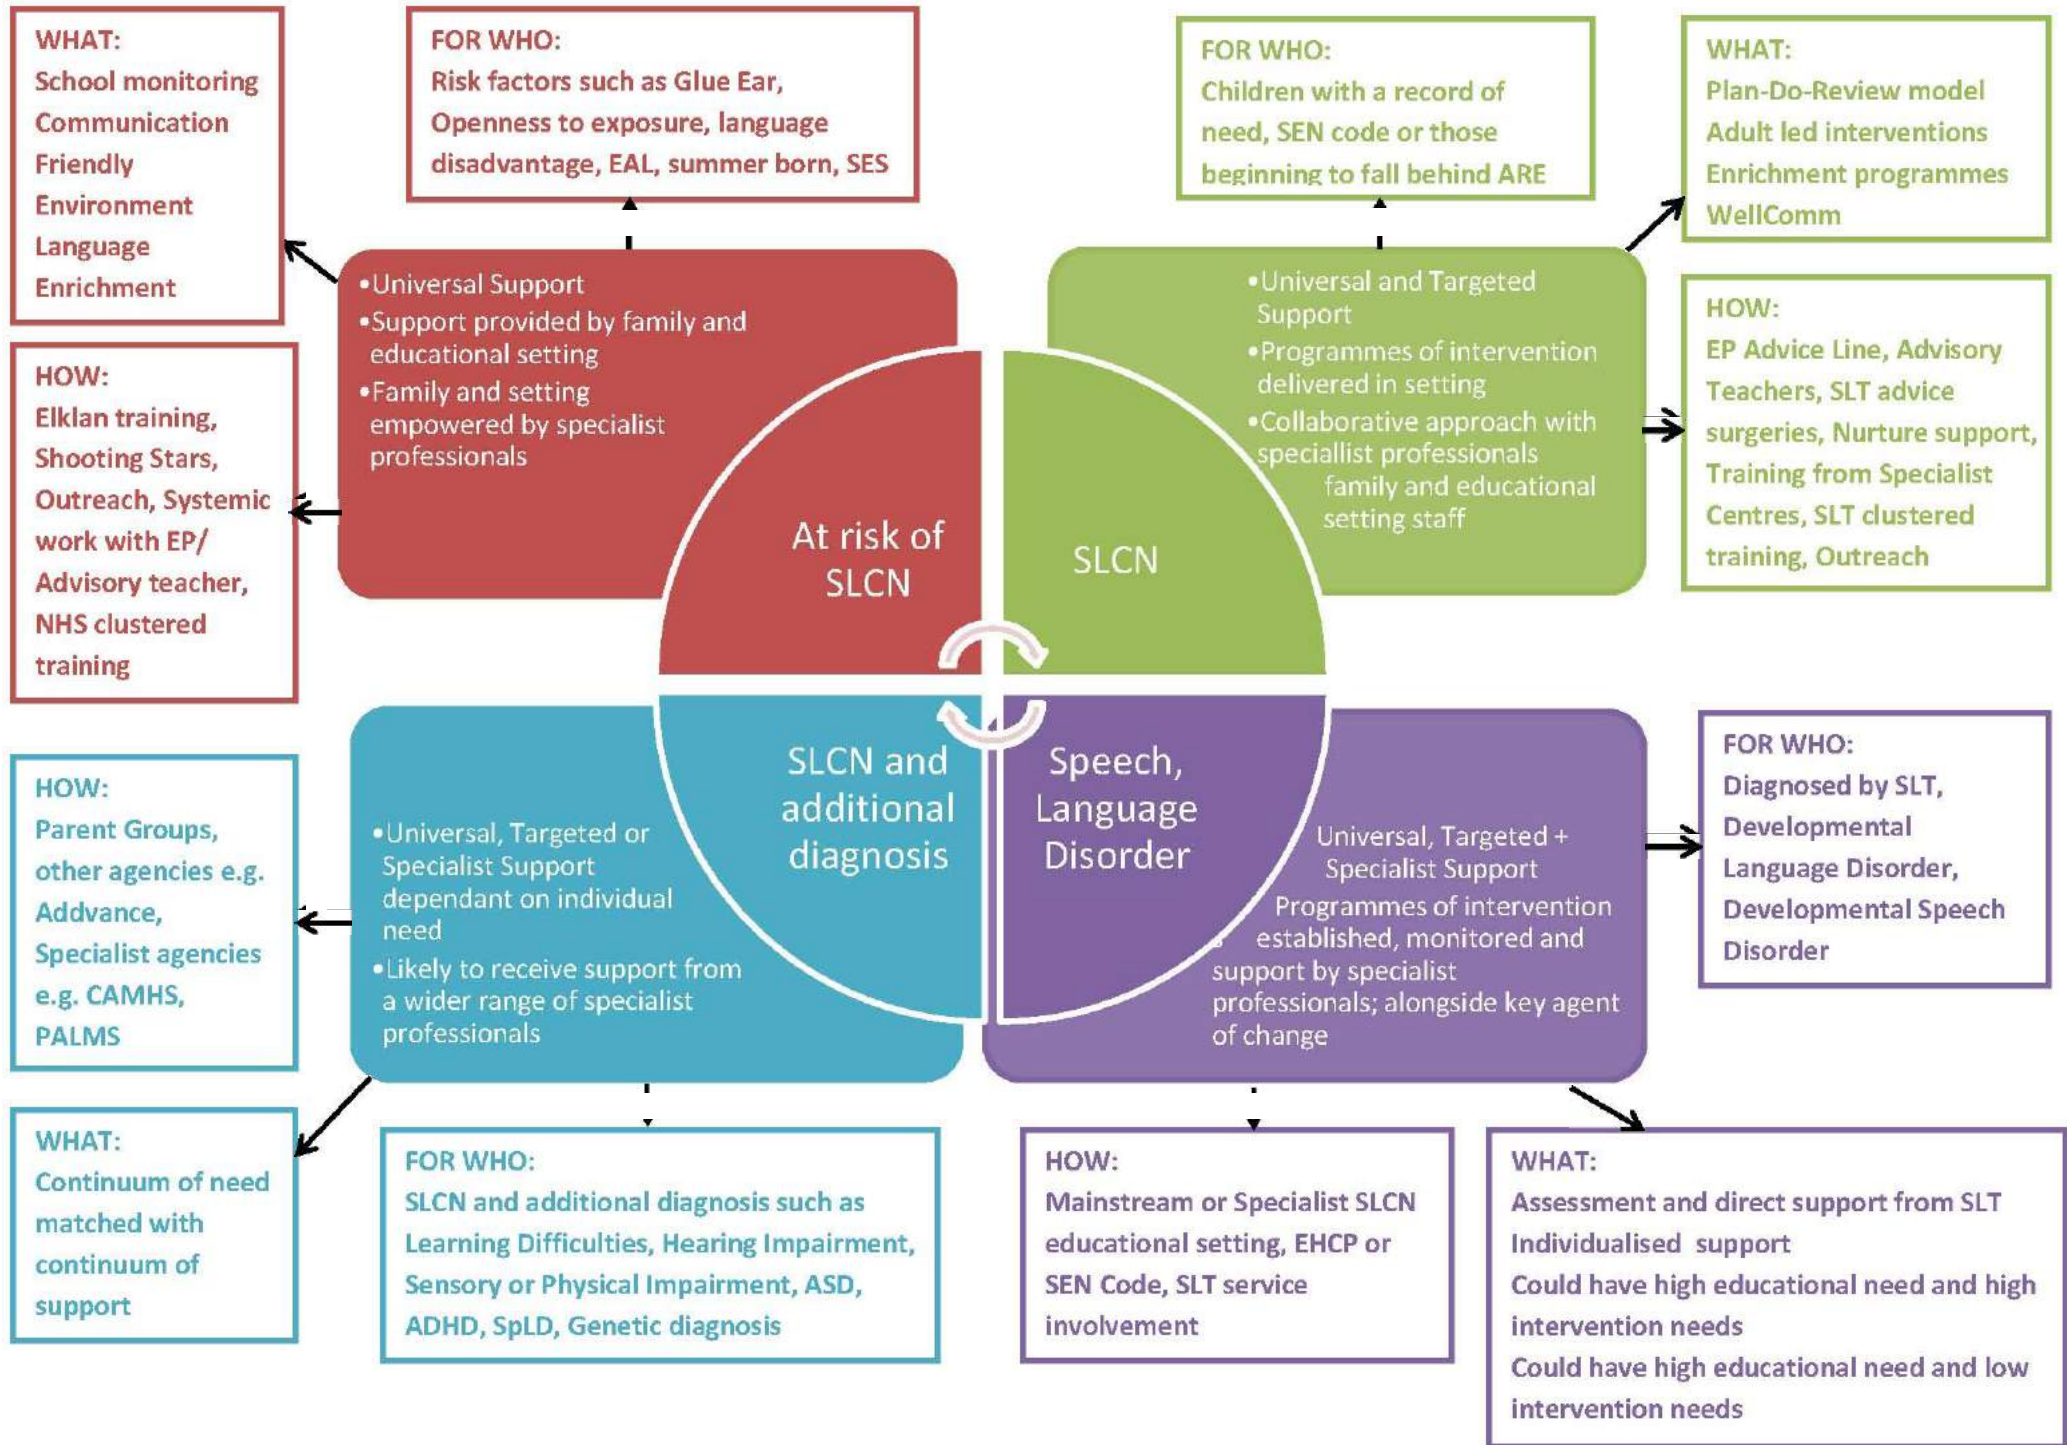 WHAT:
School monitoring
Communication
Friendly
Environment
Language
Enrichment
FOR WHO:
Risk factors such as Glue Ear,
Openness to exposure, language
disadvantage, EAL, summer born, SES
FOR WHO:
Children with a record of
need, SEN code or those
beginning to fall behind ARE
WHAT:
Plan-Do-Review model
Adult led interventions
Enrichment programmes
WellComm
HOW:
Elklan training,
Shooting Stars,
Outreach, Systemic
work with EP/
Advisory teacher,
NHS clustered
training
•Universal Support
•Support provided by family and
educational setting
•Family and setting
empowered by specialist
professionals
At risk of
SLCN
SLCN
•Universal and Targeted
Support
•Programmes of intervention
delivered in setting
•Collaborative approach with
speciallist professionals
family and educational
setting staff
HOW:
EP Advice Line, Advisory
Teachers, SLT advice
surgeries, Nurture support,
Training from Specialist
Centres, SLT clustered
training, Outreach
HOW:
Parent Groups,
other agencies e.g.
Addvance,
Specialist agencies
e.g. CAMHS,
PALMS
•Universal, Targeted or
Specialist Support
dependant on individual
need
•Likely to receive support from
a wider range of specialist
professionals
SLCN and
additional
diagnosis
Speech,
Language
Disorder
Universal, Targeted +
Specialist Support
Programmes of intervention
established, monitored and
support by specialist
professionals; alongside key agent
of change
FOR WHO:
Diagnosed by SLT,
Developmental
Language Disorder,
Developmental Speech
Disorder
WHAT:
Continuum of need
matched with
continuum of
support
FOR WHO:
SLCN and additional diagnosis such as
Learning Difficulties, Hearing Impairment,
Sensory or Physical Impairment, ASD,
ADHD, SpLD, Genetic diagnosis
HOW:
Mainstream or Specialist SLCN
educational setting, EHCP or
SEN Code, SLT service
involvement
WHAT:
Assessment and direct support from SLT
Individualised support
Could have high educational need and high
intervention needs
Could have high educational need and low
intervention needs